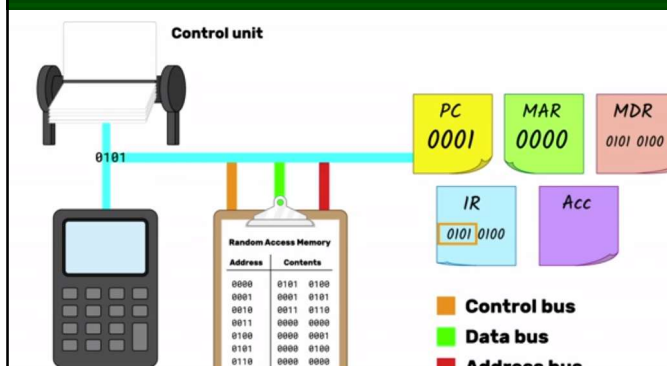 Control unit
PC
0001
MAR
0000
MDR
0101 0100
0101
IR
0101 0100
Acc
Random Access Memory
Address Contents
0000 0101 0100
0001 0001 0101
0010 0011 0110
0011 0000 0000
0100 0000 0001
0101 0000 0100
0110 0000 0000
Control bus
Data bus
Address bus